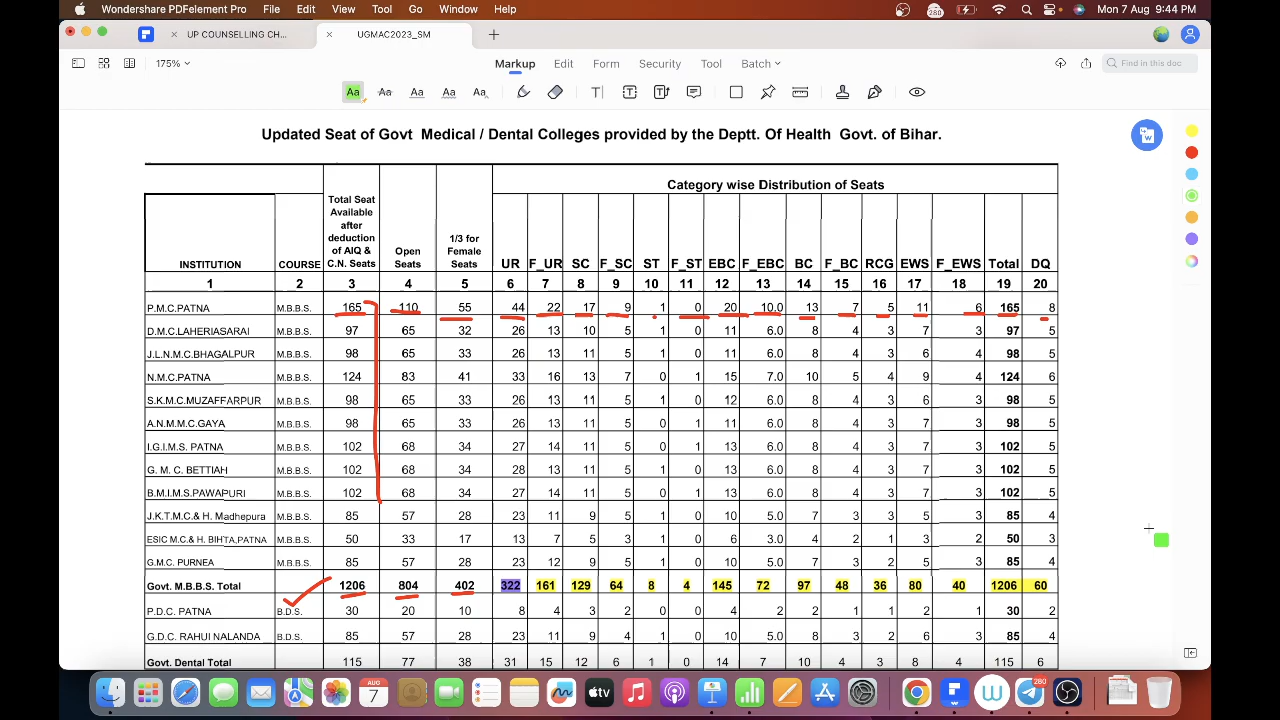 Wondershare PDFelement Pro File Edit View Tool Go Window Help 280 Mon 7 Aug 9:44 PM
UP COUNSELLING CH... UGMAC2023_SM
175% Markup Edit Form Security Tool Batch Find in this doc
Updated Seat of Govt Medical / Dental Colleges provided by the Deptt. Of Health Govt. of Bihar.
INSTITUTION COURSE Total Seat Available after deduction of AIQ & C.N. Seats Open Seats 1/3 for Female Seats Category wise Distribution of Seats
UR F_UR SC F_SC ST F_ST EBC F_EBC BC F_BC RCG EWS F_EWS Total DQ
1 2 3 4 5 6 7 8 9 10 11 12 13 14 15 16 17 18 19 20
P.M.C.PATNA M.B.B.S. 165 110 55 44 22 17 9 1 0 20 10.0 13 7 5 11 6 165 8
D.M.C.LAHERIASARAI M.B.B.S. 97 65 32 26 13 10 5 1 0 11 6.0 8 4 3 7 3 97 5
J.L.N.M.C.BHAGALPUR M.B.B.S. 98 65 33 26 13 11 5 1 0 11 6.0 8 4 3 6 4 98 5
N.M.C.PATNA M.B.B.S. 124 83 41 33 16 13 7 0 1 15 7.0 10 5 4 9 4 124 6
S.K.M.C.MUZAFFARPUR M.B.B.S. 98 65 33 26 13 11 5 1 0 12 6.0 8 4 3 6 3 98 5
A.N.M.M.C.GAYA M.B.B.S. 98 65 33 26 13 11 5 0 1 11 6.0 8 4 3 7 3 98 5
I.G.I.M.S. PATNA M.B.B.S. 102 68 34 27 14 11 5 0 1 13 6.0 8 4 3 7 3 102 5
G. M. C. BETTIAH M.B.B.S. 102 68 34 28 13 11 5 1 0 13 6.0 8 4 3 7 3 102 5
B.M.I.M.S.PAWAPURI M.B.B.S. 102 68 34 27 14 11 5 0 1 13 6.0 8 4 3 7 3 102 5
J.K.T.M.C.& H. Madhepura M.B.B.S. 85 57 28 23 11 9 5 1 0 10 5.0 7 3 3 5 3 85 4
ESIC M.C.& H. BIHTA,PATNA M.B.B.S. 50 33 17 13 7 5 3 1 0 6 3.0 4 2 1 3 2 50 3
G.M.C. PURNEA M.B.B.S. 85 57 28 23 12 9 5 1 0 10 5.0 7 3 2 5 3 85 4
Govt. M.B.B.S. Total 1206 804 402 322 161 129 64 8 4 145 72 97 48 36 80 40 1206 60
P.D.C. PATNA B.D.S. 30 20 10 8 4 3 2 0 0 4 2 2 1 1 2 1 30 2
G.D.C. RAHUI NALANDA B.D.S. 85 57 28 23 11 9 4 1 0 10 5.0 8 3 2 6 3 85 4
Govt. Dental Total 115 77 38 31 15 12 6 1 0 14 7 10 4 3 8 4 115 6